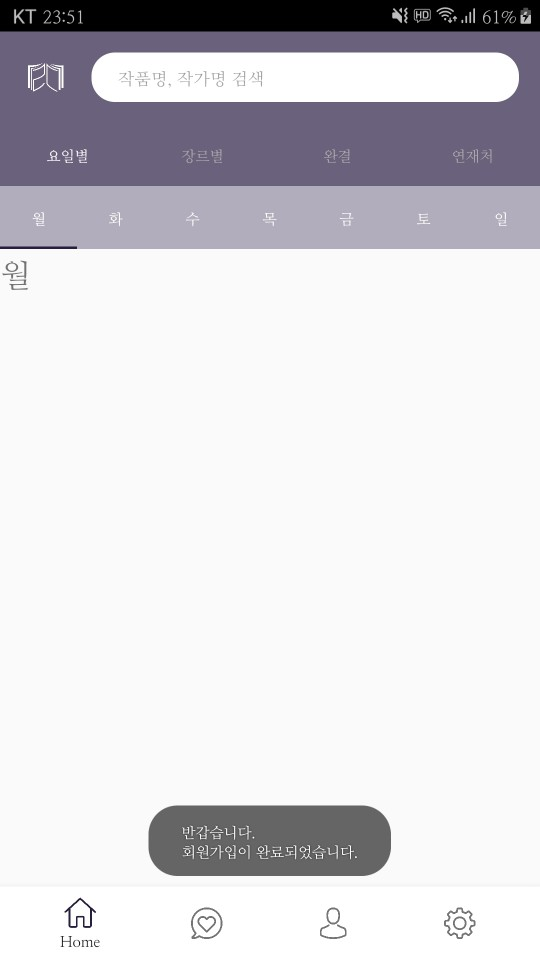 KT 23:51 HD 61%
작품명, 작가명 검색
요일별 장르별 완결 연재처
월 화 수 목 금 토 일
월
반갑습니다.
회원가입이 완료되었습니다.
Home